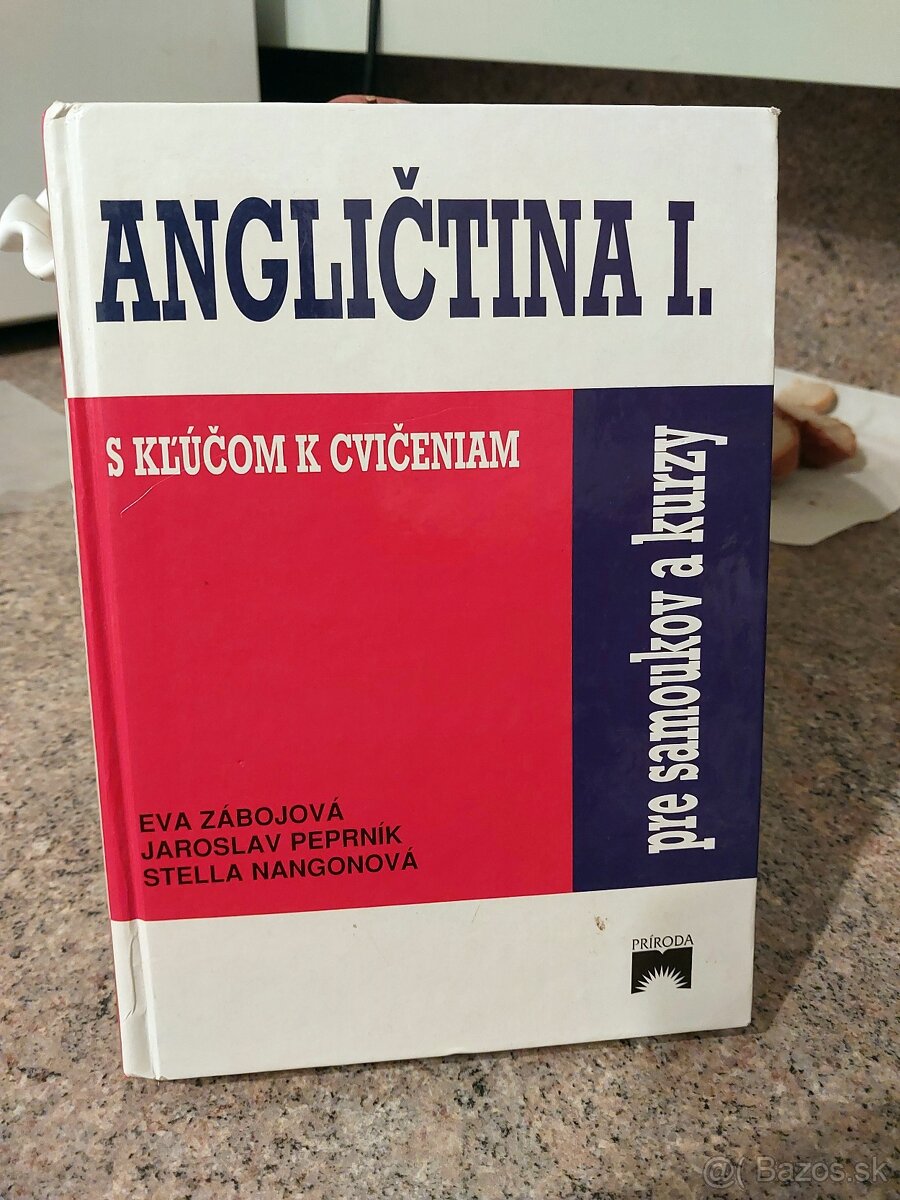 ANGLIČTINA I.
S KĽÚČOM K CVIČENIAM
pre samoukov a kurzy
EVA ZÁBOJOVÁ
JAROSLAV PEPRNÍK
STELLA NANGONOVÁ
PRÍRODA
@( Bazos.sk